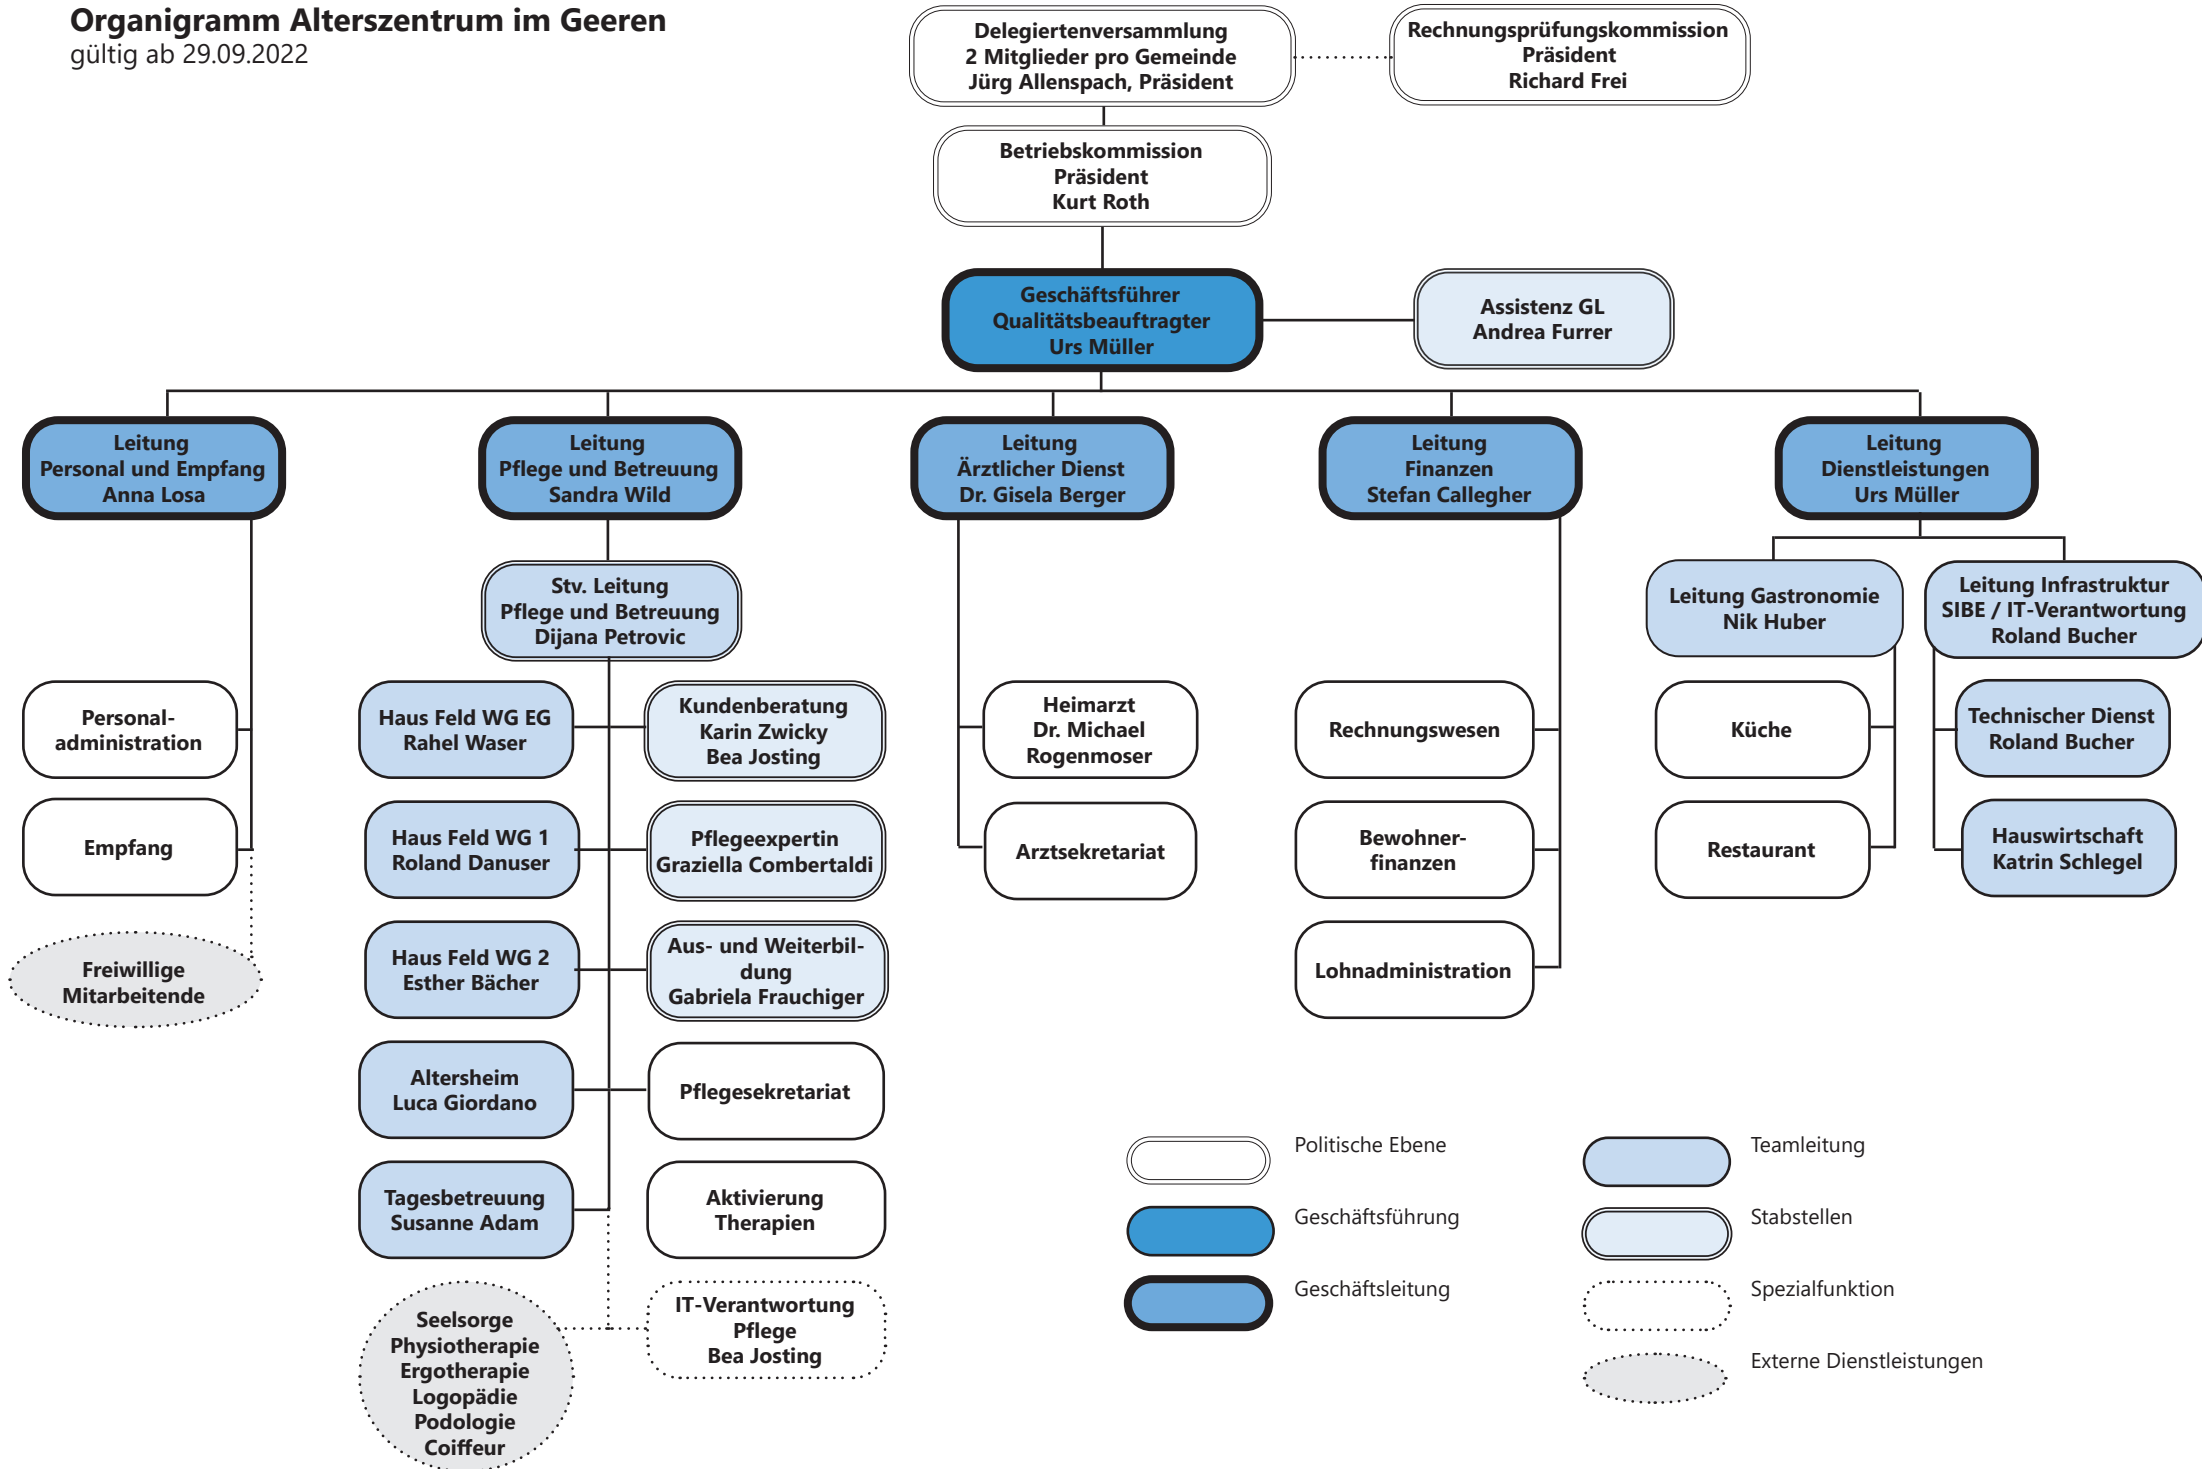 Organigramm Alterszentrum im Geeren
gültig ab 29.09.2022
Delegiertenversammlung
2 Mitglieder pro Gemeinde
Jürg Allenspach, Präsident
Rechnungsprüfungskommission
Präsident
Richard Frei
Betriebskommission
Präsident
Kurt Roth
Geschäftsführer
Qualitätsbeauftragter
Urs Müller
Assistenz GL
Andrea Furrer
Leitung
Personal und Empfang
Anna Losa
Leitung
Pflege und Betreuung
Sandra Wild
Leitung
Ärztlicher Dienst
Dr. Gisela Berger
Leitung
Finanzen
Stefan Callegher
Leitung
Dienstleistungen
Urs Müller
Stv. Leitung
Pflege und Betreuung
Dijana Petrovic
Leitung Gastronomie
Nik Huber
Leitung Infrastruktur
SIBE / IT-Verantwortung
Roland Bucher
Personal-
administration
Haus Feld WG EG
Rahel Waser
Kundenberatung
Karin Zwicky
Bea Josting
Heimarzt
Dr. Michael
Rogenmoser
Rechnungswesen
Küche
Technischer Dienst
Roland Bucher
Empfang
Haus Feld WG 1
Roland Danuser
Pflegeexpertin
Graziella Combertaldi
Arztsekretariat
Bewohner-
finanzen
Restaurant
Hauswirtschaft
Katrin Schlegel
Freiwillige
Mitarbeitende
Haus Feld WG 2
Esther Bächer
Aus- und Weiterbil-
dung
Gabriela Frauchiger
Lohnadministration
Altersheim
Luca Giordano
Pflegesekretariat
Tagesbetreuung
Susanne Adam
Aktivierung
Therapien
Seelsorge
Physiotherapie
Ergotherapie
Logopädie
Podologie
Coiffeur
IT-Verantwortung
Pflege
Bea Josting
Politische Ebene
Geschäftsführung
Geschäftsleitung
Teamleitung
Stabstellen
Spezialfunktion
Externe Dienstleistungen